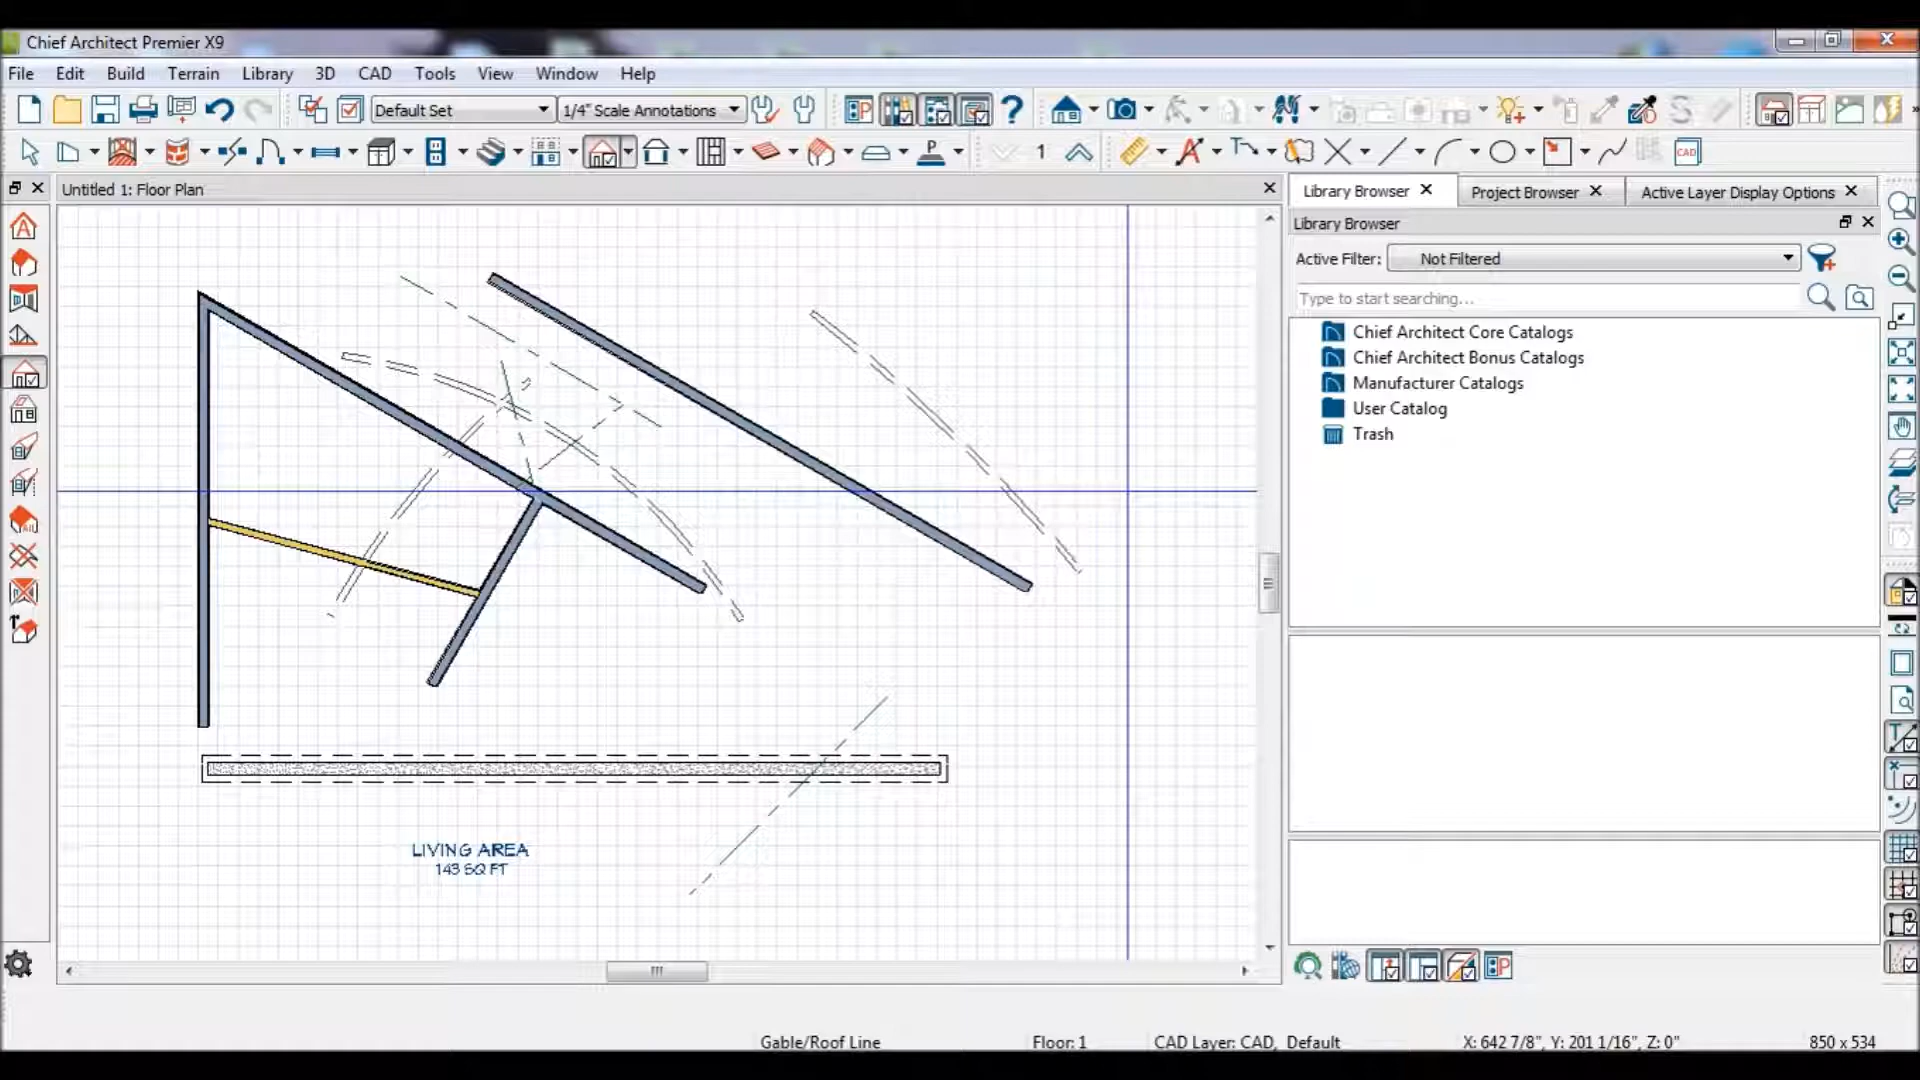 Chief Architect Premier X9
File Edit Build Terrain Library 3D CAD Tools View Window Help
Default Set 1/4" Scale Annotations
1 CAD
Untitled 1: Floor Plan
Library Browser Project Browser Active Layer Display Options
Library Browser
Active Filter: Not Filtered
Type to start searching...
Chief Architect Core Catalogs
Chief Architect Bonus Catalogs
Manufacturer Catalogs
User Catalog
Trash
LIVING AREA
143 SQ FT
Gable/Roof Line Floor: 1 CAD Layer: CAD, Default X: 642 7/8", Y: 201 1/16", Z: 0" 850 x 534